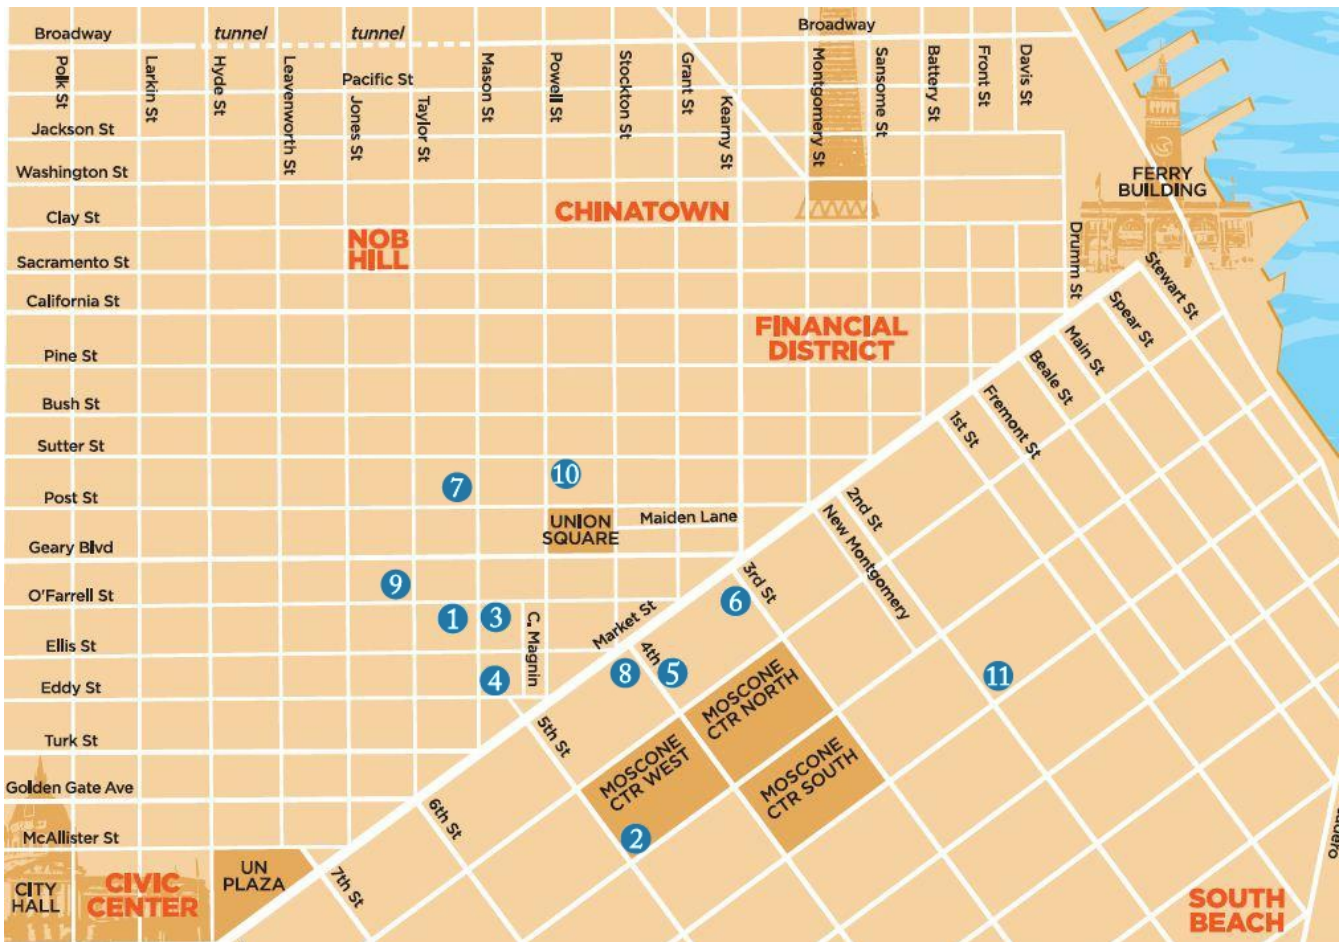 Broadway
tunnel
tunnel
Broadway
Polk St
Larkin St
Hyde St
Leavenworth St
Pacific St
Jones St
Taylor St
Mason St
Powell St
Stockton St
Grant St
Kearny St
Montgomery St
Sansome St
Battery St
Front St
Davis St
Jackson St
Washington St
FERRY
BUILDING
Clay St
CHINATOWN
NOB
HILL
Sacramento St
Drumm St
Stewart St
California St
Spear St
FINANCIAL
DISTRICT
Main St
Pine St
Beale St
Bush St
Fremont St
1st St
Sutter St
7
10
Post St
UNION
SQUARE
Maiden Lane
2nd St
New Montgomery
Geary Blvd
9
3rd St
6
O'Farrell St
1
3
C. Magnin
Market St
Ellis St
4th
8
5
MOSCONE
CTR NORTH
11
Eddy St
4
Turk St
5th St
MOSCONE
CTR WEST
MOSCONE
CTR SOUTH
Golden Gate Ave
6th St
McAllister St
2
CITY
HALL
CIVIC
CENTER
UN
PLAZA
7th St
SOUTH
BEACH